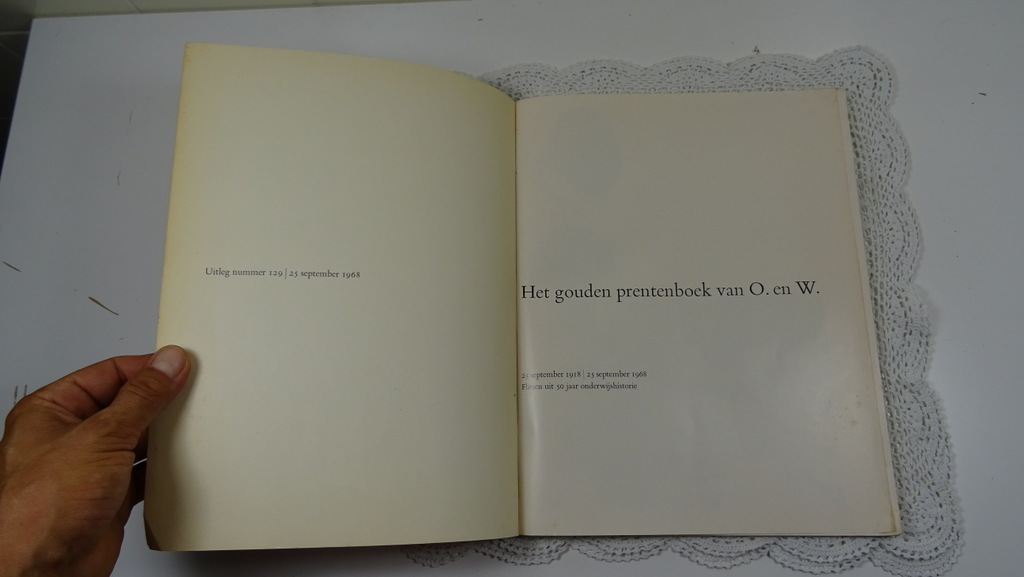 Uitleg nummer 129 | 25 september 1968
Het gouden prentenboek van O. en W.
25 september 1918 | 25 september 1968
Flitsen uit 50 jaar onderwijshistorie